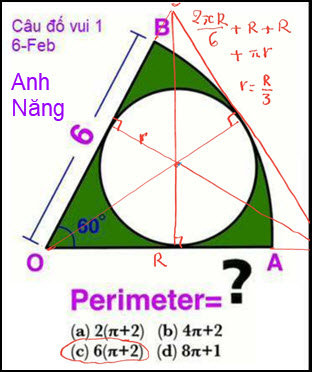 Câu đố vui 1
6-Feb
Anh
Năng
B
2πR/6 + R + R
+ πr
r = R/3
6
r
60°
O
R
A
Perimeter= ?
(a) 2(π+2) (b) 4π+2
(c) 6(π+2) (d) 8π+1